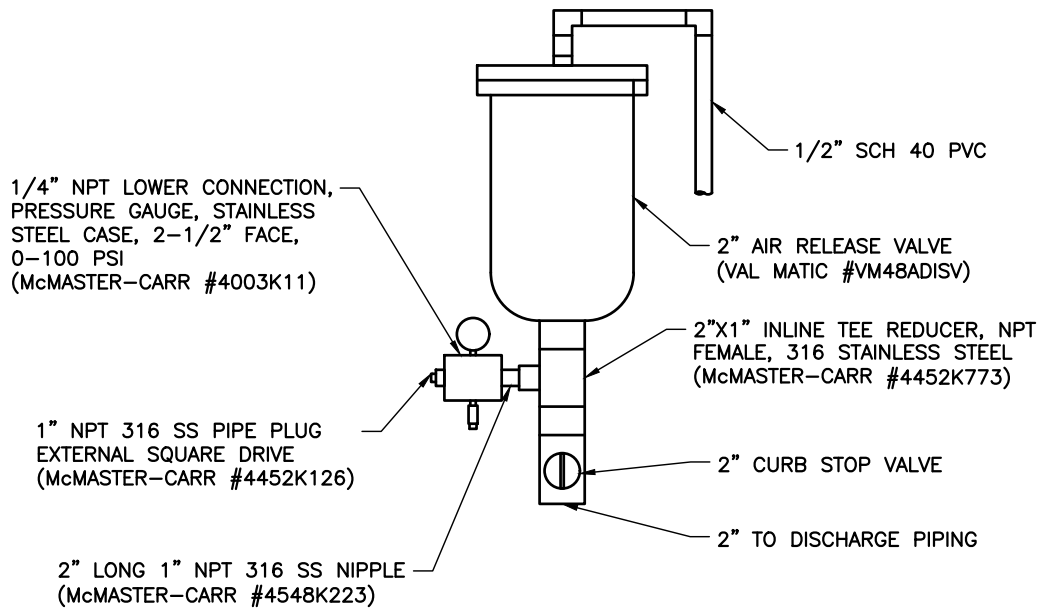 1/2” SCH 40 PVC
1/4” NPT LOWER CONNECTION,
PRESSURE GAUGE, STAINLESS
STEEL CASE, 2–1/2” FACE,
0–100 PSI
(McMASTER–CARR #4003K11)
2” AIR RELEASE VALVE
(VAL MATIC #VM48ADISV)
2”X1” INLINE TEE REDUCER, NPT
FEMALE, 316 STAINLESS STEEL
(McMASTER–CARR #4452K773)
1” NPT 316 SS PIPE PLUG
EXTERNAL SQUARE DRIVE
(McMASTER–CARR #4452K126)
2” CURB STOP VALVE
2” TO DISCHARGE PIPING
2” LONG 1” NPT 316 SS NIPPLE
(McMASTER–CARR #4548K223)